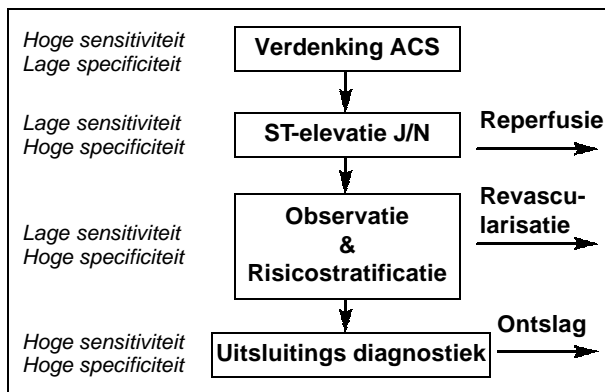 Hoge sensitiviteit
Lage specificiteit
Verdenking ACS
Lage sensitiviteit
Hoge specificiteit
ST-elevatie J/N
Reperfusie
Lage sensitiviteit
Hoge specificiteit
Observatie
&
Risicostratificatie
Revascu-
larisatie
Hoge sensitiviteit
Hoge specificiteit
Uitsluitings diagnostiek
Ontslag